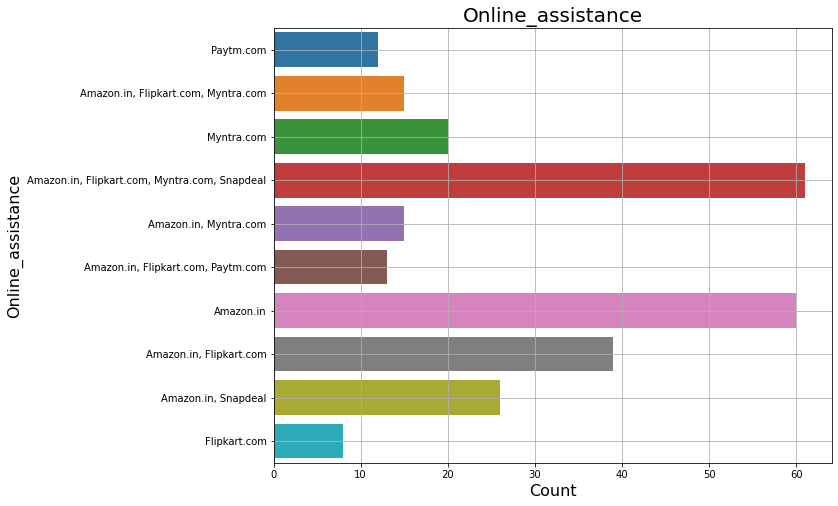 Online_assistance
Paytm.com
Amazon.in, Flipkart.com, Myntra.com
Myntra.com
Amazon.in, Flipkart.com, Myntra.com, Snapdeal
Amazon.in, Myntra.com
Amazon.in, Flipkart.com, Paytm.com
Amazon.in
Amazon.in, Flipkart.com
Amazon.in, Snapdeal
Flipkart.com
Online_assistance
0 10 20 30 40 50 60
Count